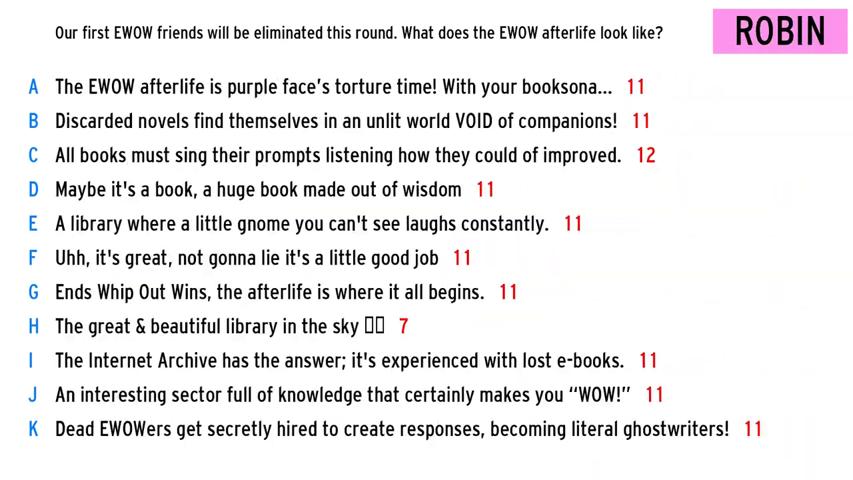 Our first EWOW friends will be eliminated this round. What does the EWOW afterlife look like?
ROBIN
A The EWOW afterlife is purple face's torture time! With your booksona... 11
B Discarded novels find themselves in an unlit world VOID of companions! 11
C All books must sing their prompts listening how they could of improved. 12
D Maybe it's a book, a huge book made out of wisdom 11
E A library where a little gnome you can't see laughs constantly. 11
F Uhh, it's great, not gonna lie it's a little good job 11
G Ends Whip Out Wins, the afterlife is where it all begins. 11
H The great & beautiful library in the sky ▯▯ 7
I The Internet Archive has the answer; it's experienced with lost e-books. 11
J An interesting sector full of knowledge that certainly makes you “WOW!” 11
K Dead EWOWers get secretly hired to create responses, becoming literal ghostwriters! 11